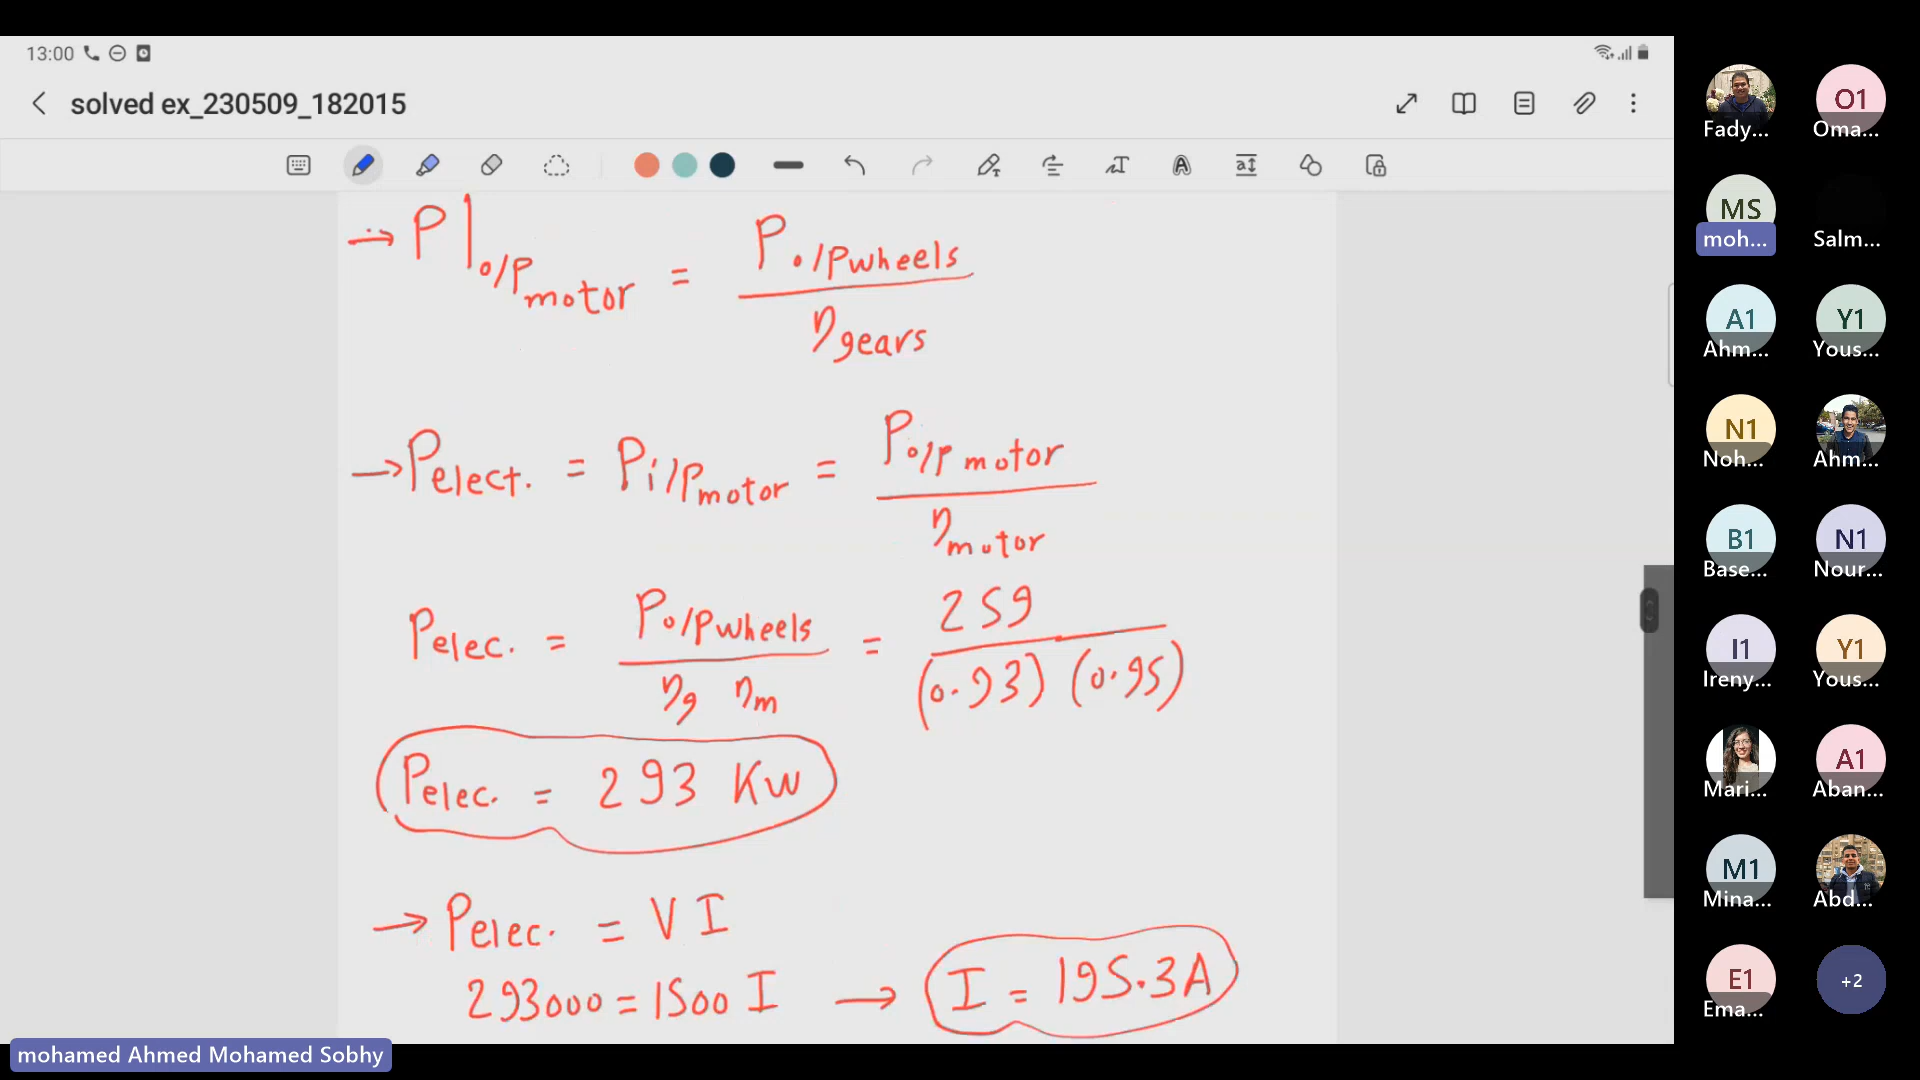 13:00
solved ex_230509_182015
→ P|o/p motor = P o/p wheels / ηgears
→ Pelect. = Pi/p motor = Po/p motor / ηmotor
Pelec. = Po/p wheels / ηg ηm = 259 / (0.93) (0.95)
Pelec. = 293 Kw
→ Pelec. = V I
293000 = 1500 I → I = 195.3A
mohamed Ahmed Mohamed Sobhy
Fady...
O1
Oma...
MS
moh...
Salm...
A1
Ahm...
Y1
Yous...
N1
Noh...
Ahm...
B1
Base...
N1
Nour...
I1
Ireny...
Y1
Yous...
Mari...
A1
Aban...
M1
Mina...
Abd...
E1
Ema...
+2